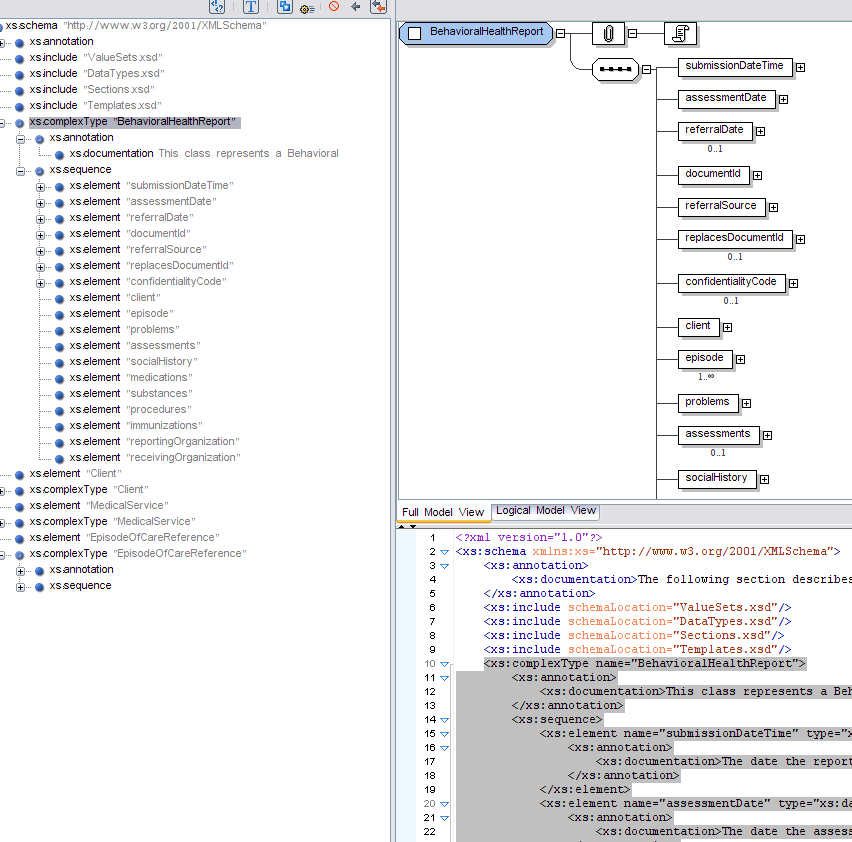 xs:schema "http://www.w3.org/2001/XMLSchema"
xs:annotation
xs:include "ValueSets.xsd"
xs:include "DataTypes.xsd"
xs:include "Sections.xsd"
xs:include "Templates.xsd"
xs:complexType "BehavioralHealthReport"
xs:annotation
xs:documentation This class represents a Behavioral
xs:sequence
xs:element "submissionDateTime"
xs:element "assessmentDate"
xs:element "referralDate"
xs:element "documentId"
xs:element "referralSource"
xs:element "replacesDocumentId"
xs:element "confidentialityCode"
xs:element "client"
xs:element "episode"
xs:element "problems"
xs:element "assessments"
xs:element "socialHistory"
xs:element "medications"
xs:element "substances"
xs:element "procedures"
xs:element "immunizations"
xs:element "reportingOrganization"
xs:element "receivingOrganization"
xs:element "Client"
xs:complexType "Client"
xs:element "MedicalService"
xs:complexType "MedicalService"
xs:element "EpisodeOfCareReference"
xs:complexType "EpisodeOfCareReference"
xs:annotation
xs:sequence
BehavioralHealthReport
submissionDateTime
assessmentDate
referralDate
0..1
documentId
referralSource
replacesDocumentId
0..1
confidentialityCode
0..1
client
episode
1..∞
problems
assessments
0..1
socialHistory
Full Model View Logical Model View
1 <?xml version="1.0"?>
2 <xs:schema xmlns:xs="http://www.w3.org/2001/XMLSchema">
3 <xs:annotation>
4 <xs:documentation>The following section describes
5 </xs:annotation>
6 <xs:include schemaLocation="ValueSets.xsd"/>
7 <xs:include schemaLocation="DataTypes.xsd"/>
8 <xs:include schemaLocation="Sections.xsd"/>
9 <xs:include schemaLocation="Templates.xsd"/>
10 <xs:complexType name="BehavioralHealthReport">
11 <xs:annotation>
12 <xs:documentation>This class represents a Beh
13 </xs:annotation>
14 <xs:sequence>
15 <xs:element name="submissionDateTime" type="x
16 <xs:annotation>
17 <xs:documentation>The date the report
18 </xs:annotation>
19 </xs:element>
20 <xs:element name="assessmentDate" type="xs:da
21 <xs:annotation>
22 <xs:documentation>The date the assess